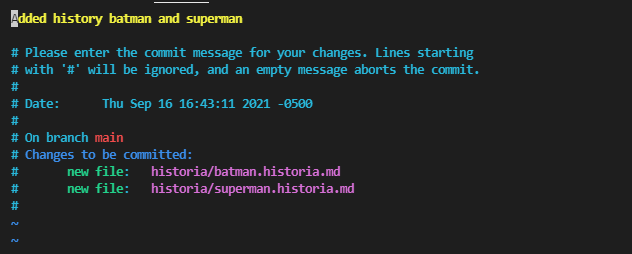 Added history batman and superman
# Please enter the commit message for your changes. Lines starting
# with '#' will be ignored, and an empty message aborts the commit.
#
# Date:      Thu Sep 16 16:43:11 2021 -0500
#
# On branch main
# Changes to be committed:
#       new file:   historia/batman.historia.md
#       new file:   historia/superman.historia.md
#
~
~